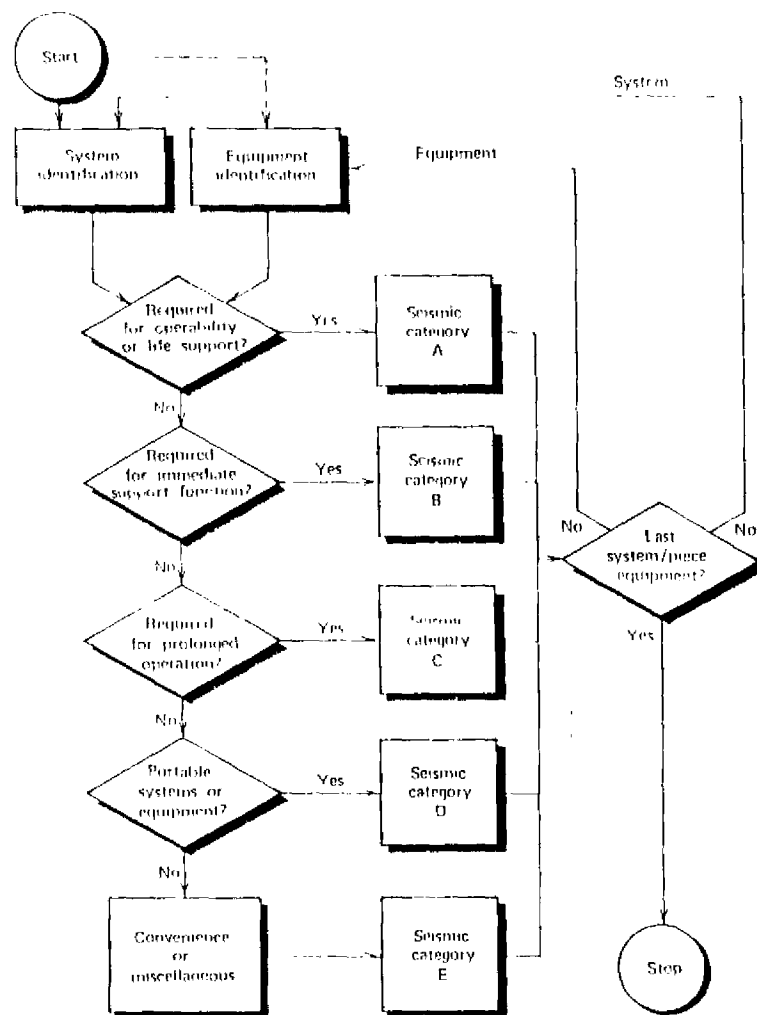 Start
System
System
identification
Equipment
identification
Equipment
Required
for operability
or life support?
Yes
Seismic
category
A
No
Required
for immediate
support function?
Yes
Seismic
category
B
No
No
Last
system/piece
equipment?
No
Required
for prolonged
operation?
Yes
Seismic
category
C
Yes
No
Portable
systems or
equipment?
Yes
Seismic
category
D
No
Convenience
or
miscellaneous
Seismic
category
E
Stop